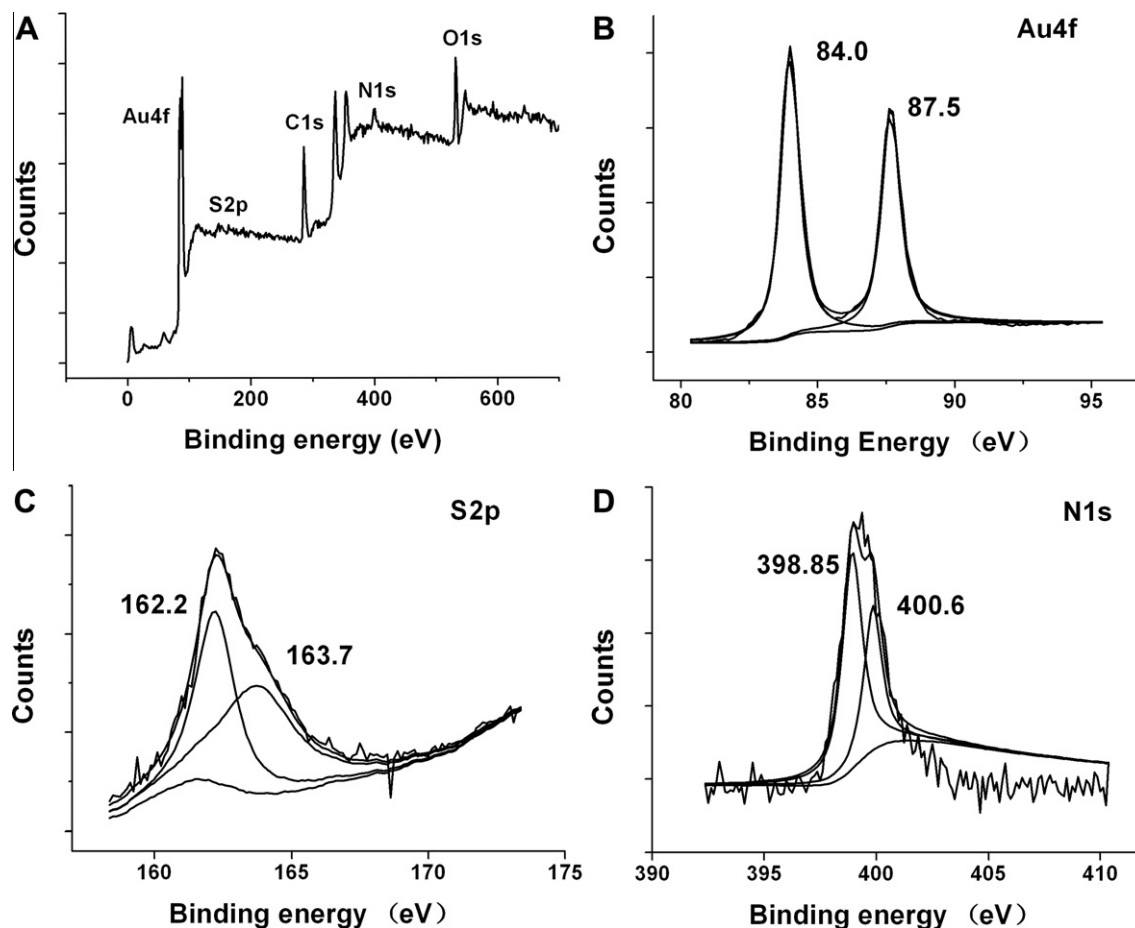 A
Au4f
S2p
C1s
N1s
O1s
Counts
0
200
400
600
Binding energy (eV)
B
Au4f
84.0
87.5
Counts
80
85
90
95
Binding Energy （eV）
C
S2p
162.2
163.7
Counts
160
165
170
175
Binding energy （eV）
D
N1s
398.85
400.6
Counts
390
395
400
405
410
Binding energy （eV）